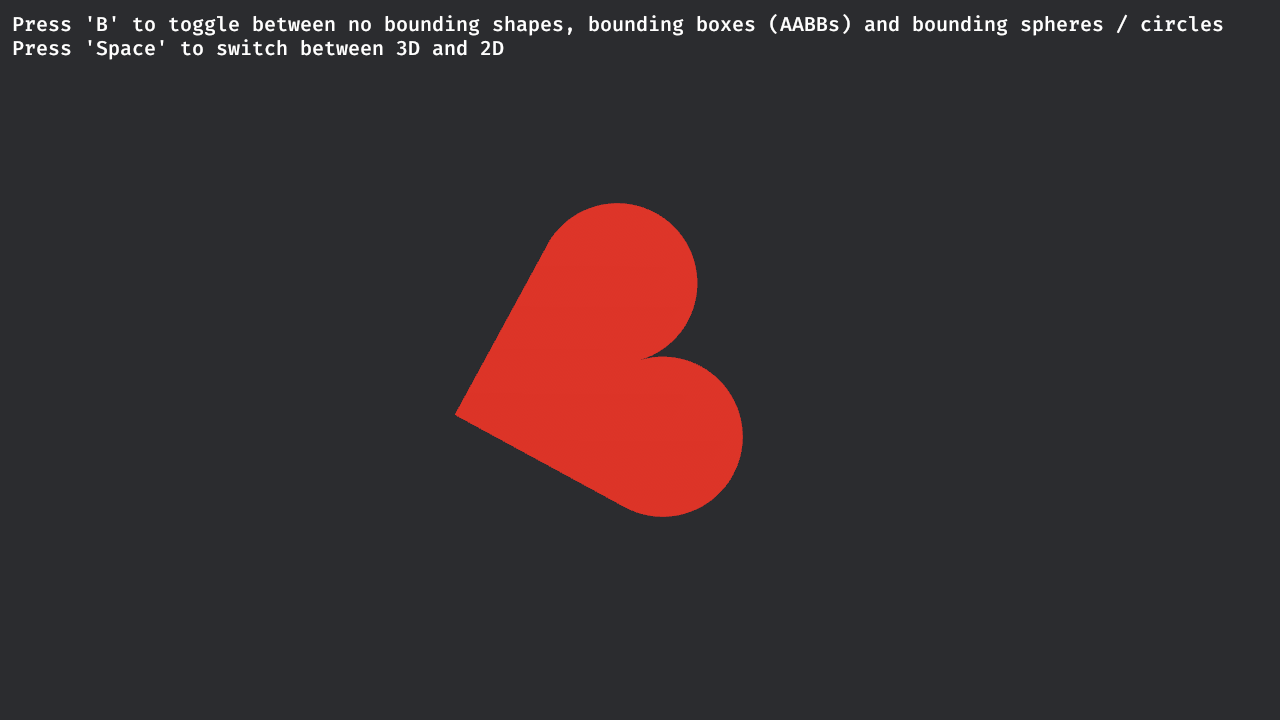 Press 'B' to toggle between no bounding shapes, bounding boxes (AABBs) and bounding spheres / circles
Press 'Space' to switch between 3D and 2D